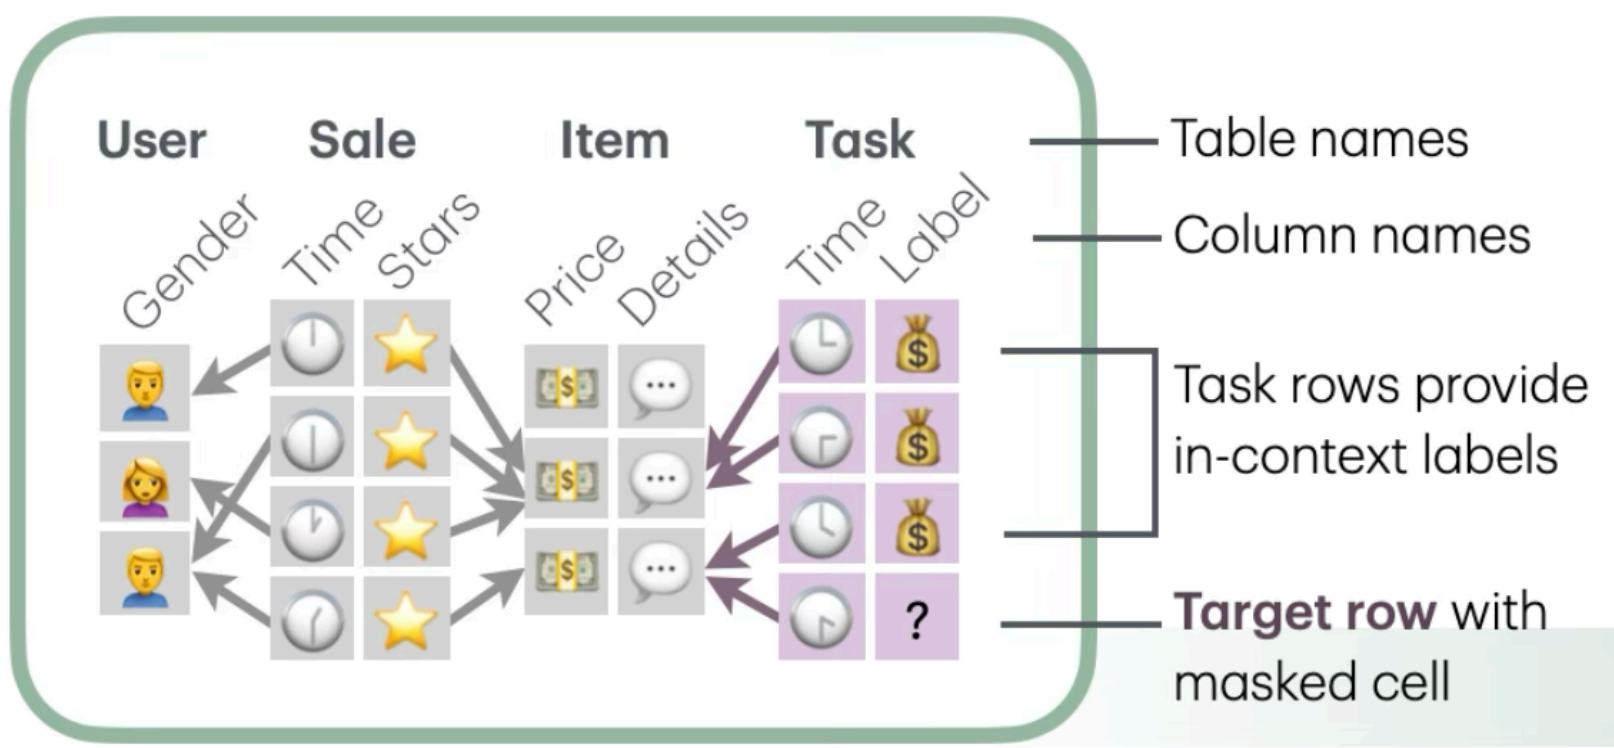 User Sale Item Task
Table names
Gender Time Stars Price Details Time Label
Column names
Task rows provide
in-context labels
?
Target row with
masked cell